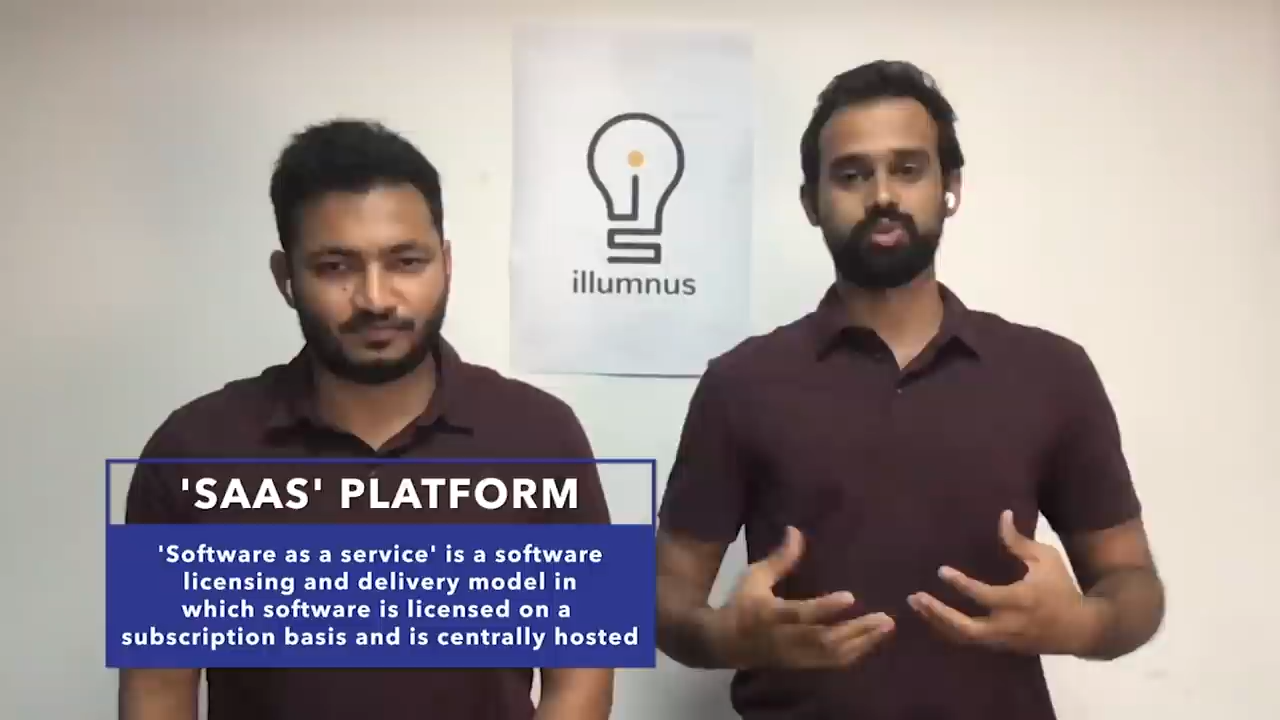 illumnus
'SAAS' PLATFORM
'Software as a service' is a software
licensing and delivery model in
which software is licensed on a
subscription basis and is centrally hosted